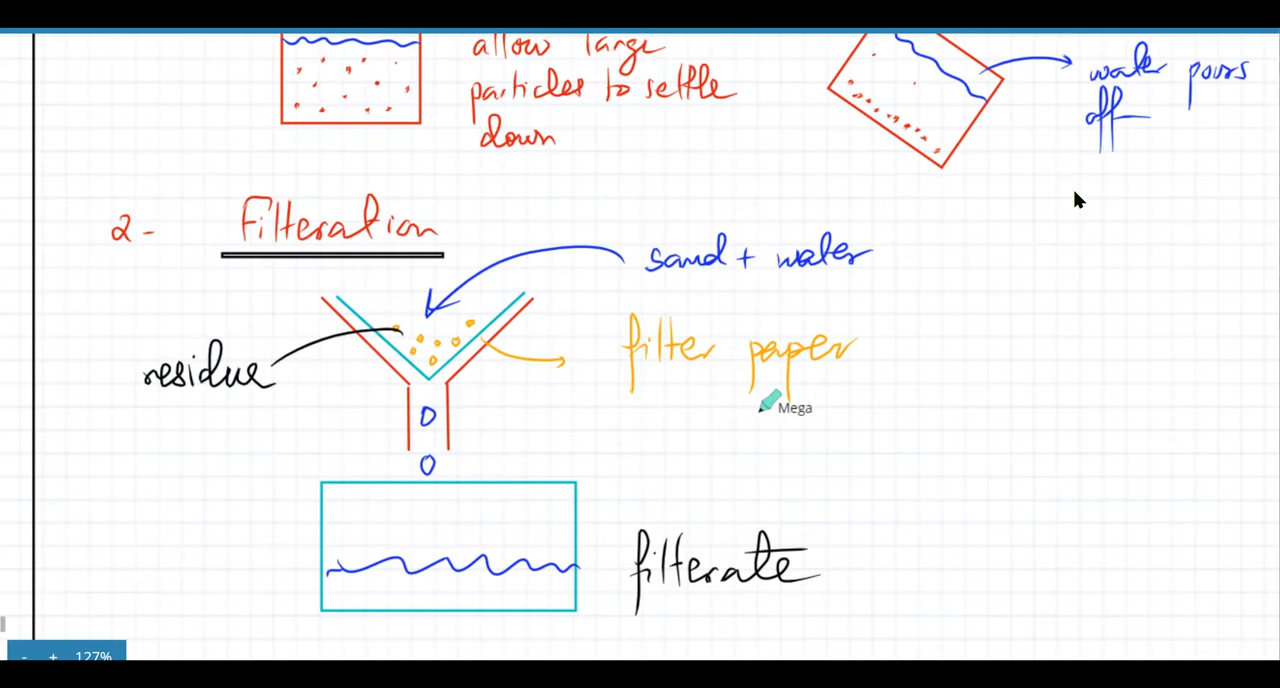 allow large
particles to settle
down
water pours
off
2- Filteration
sand + water
filter paper
residue
Mega
filterate
- + 127%